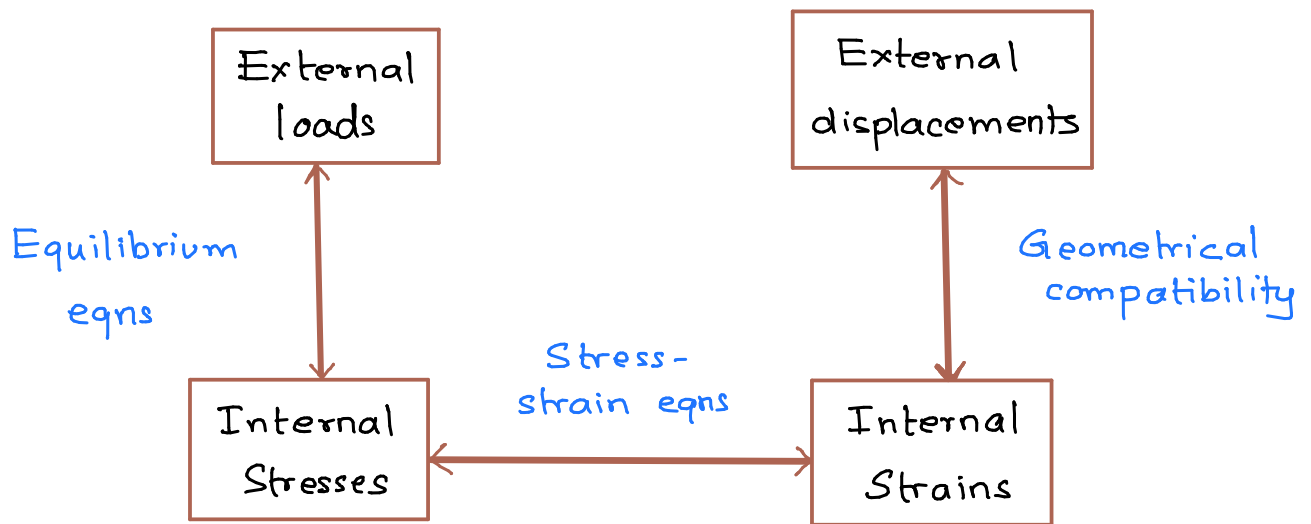 External
loads
External
displacements
Equilibrium
eqns
Geometrical
compatibility
Stress-
strain eqns
Internal
Stresses
Internal
Strains